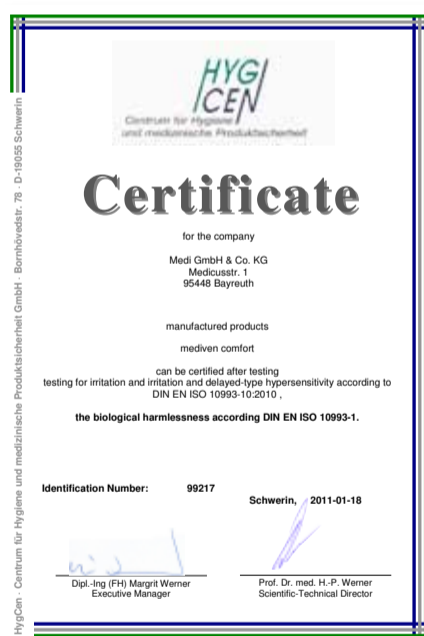 HYG
CEN
Centrum für Hygiene
und medizinische Produktsicherheit
Certificate
for the company
Medi GmbH & Co. KG
Medicusstr. 1
95448 Bayreuth
manufactured products
mediven comfort
can be certified after testing
testing for irritation and irritation and delayed-type hypersensitivity according to
DIN EN ISO 10993-10:2010 ,
the biological harmlessness according DIN EN ISO 10993-1.
Identification Number: 99217
Schwerin, 2011-01-18
Dipl.-Ing (FH) Margrit Werner
Executive Manager
Prof. Dr. med. H.-P. Werner
Scientific-Technical Director
HygCen - Centrum für Hygiene und medizinische Produktsicherheit GmbH - Bornhövedstr. 78 - D-19055 Schwerin